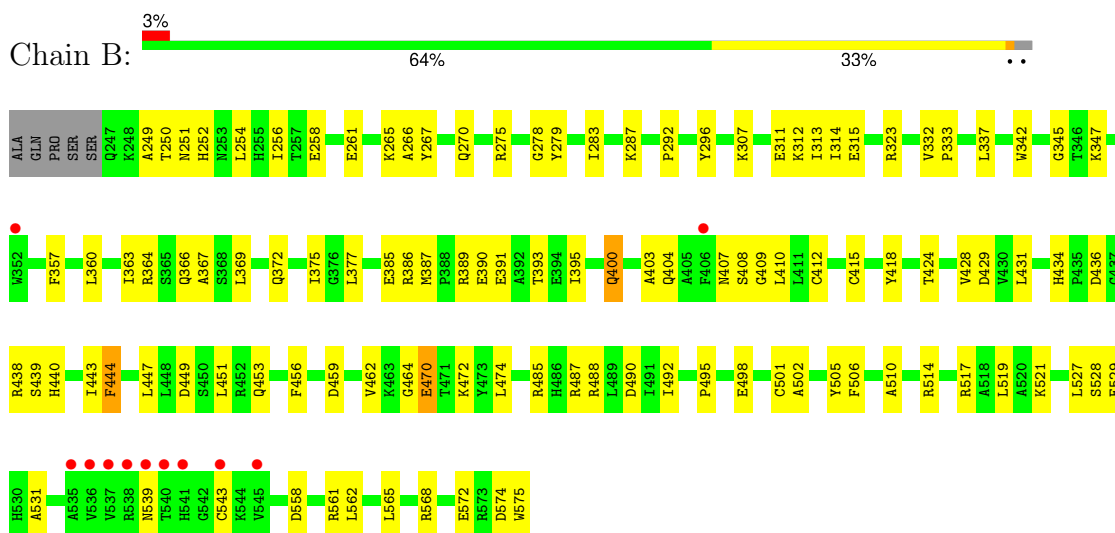 3%
Chain B:
64% 33% • •
ALA GLN PRO SER SER Q247 K248 A249 T250 N251 H252 N253 L254 H255 I256 T257 E258 E261 K265 A266 Y267 Q270 R275 G278 Y279 I283 K287 P292 Y296 K307 E311 K312 I313 I314 E315 R323 V332 P333 L337 W342 G345 T346 K347
W352 F357 L360 I363 R364 S365 Q366 A367 S368 L369 Q372 I375 G376 L377 E385 R386 M387 P388 R389 E390 E391 A392 T393 E394 I395 Q400 A403 Q404 A405 F406 N407 S408 G409 L410 L411 C412 C415 Y418 T424 V428 D429 V430 L431 H434 P435 D436 G437
R438 S439 H440 I443 F444 L447 L448 D449 S450 L451 R452 Q453 F456 D459 V462 K463 G464 E470 T471 K472 Y473 L474 R485 H486 R487 R488 L489 D490 I491 I492 P495 E498 C501 A502 Y505 F506 A510 R514 R517 A518 L519 A520 K521 L527 S528 E529
H530 A531 A535 V536 V537 R538 N539 T540 H541 G542 C543 K544 V545 D558 R561 L562 L565 R568 E572 R573 D574 W575